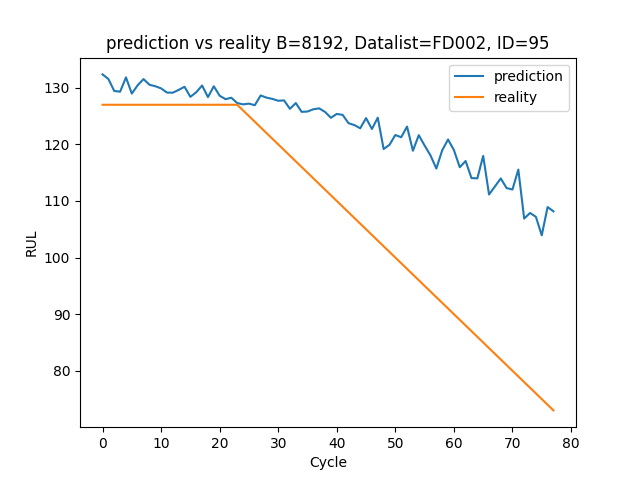 prediction vs reality B=8192, Datalist=FD002, ID=95
prediction
reality
RUL
130
120
110
100
90
80
0 10 20 30 40 50 60 70 80
Cycle